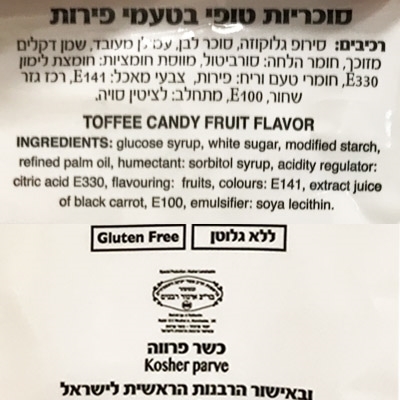 סוכריות טופי בטעמי פירות
רכיבים: סירופ גלוקוזה, סוכר לבן, עמילן מעובד, שמן דקלים
מזוכך, חומר הלחה: סורביטול, מווסת חומציות: חומצת לימון
E330, חומרי טעם וריח: פירות, צבעי מאכל: E141, רכז גזר
שחור, E100, מתחלב: לציטין סויה.
TOFFEE CANDY FRUIT FLAVOR
INGREDIENTS: glucose syrup, white sugar, modified starch,
refined palm oil, humectant: sorbitol syrup, acidity regulator:
citric acid E330, flavouring: fruits, colours: E141, extract juice
of black carrot, E100, emulsifier: soya lecithin.
Gluten Free ללא גלוטן
כשר פרווה
Kosher parve
ובאישור הרבנות הראשית לישראל